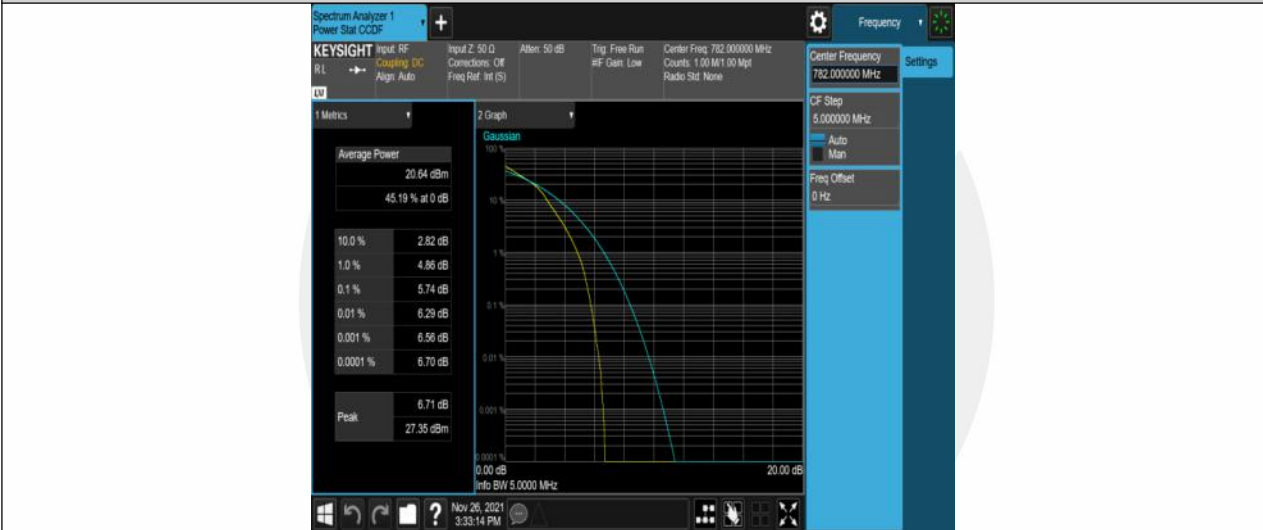 Spectrum Analyzer 1
Power Stat CCDF
+
Frequency
KEYSIGHT
RL
LV
Input: RF
Coupling: DC
Align: Auto
Input Z: 50 Ω
Corrections: Off
Freq Ref: Int (S)
Atten: 50 dB
Trig: Free Run
#IF Gain: Low
Center Freq: 782.000000 MHz
Counts: 1.00 M/1.00 Mpt
Radio Std: None
Center Frequency
782.000000 MHz
Settings
CF Step
5.000000 MHz
Auto
Man
Freq Offset
0 Hz
1 Metrics
Average Power
20.64 dBm
45.19 % at 0 dB
10.0 % 2.82 dB
1.0 % 4.86 dB
0.1 % 5.74 dB
0.01 % 6.29 dB
0.001 % 6.56 dB
0.0001 % 6.70 dB
Peak
6.71 dB
27.35 dBm
2 Graph
Gaussian
100 %
10 %
1 %
0.1 %
0.01 %
0.001 %
0.0001 %
0.00 dB 20.00 dB
Info BW 5.0000 MHz
?
Nov 26, 2021
3:33:14 PM